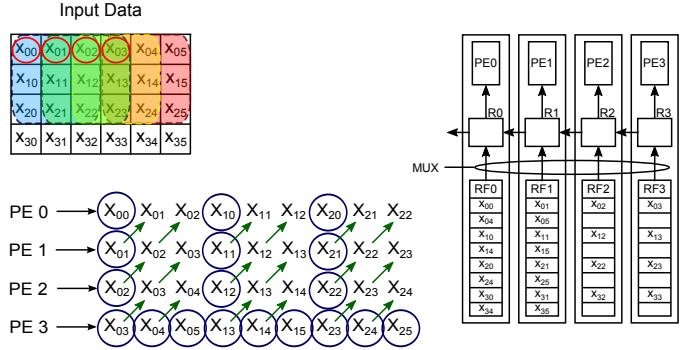 Input Data
X00 X01 X02 X03 X04 X05
X10 X11 X12 X13 X14 X15
X20 X21 X22 X23 X24 X25
X30 X31 X32 X33 X34 X35
PE 0 X00 X01 X02 X10 X11 X12 X20 X21 X22
PE 1 X01 X02 X03 X11 X12 X13 X21 X22 X23
PE 2 X02 X03 X04 X12 X13 X14 X22 X23 X24
PE 3 X03 X04 X05 X13 X14 X15 X23 X24 X25
PE0 PE1 PE2 PE3
R0 R1 R2 R3
MUX
RF0 RF1 RF2 RF3
X00 X01 X02 X03
X04 X05
X10 X11 X12 X13
X14 X15
X20 X21 X22 X23
X24 X25
X30 X31 X32 X33
X34 X35